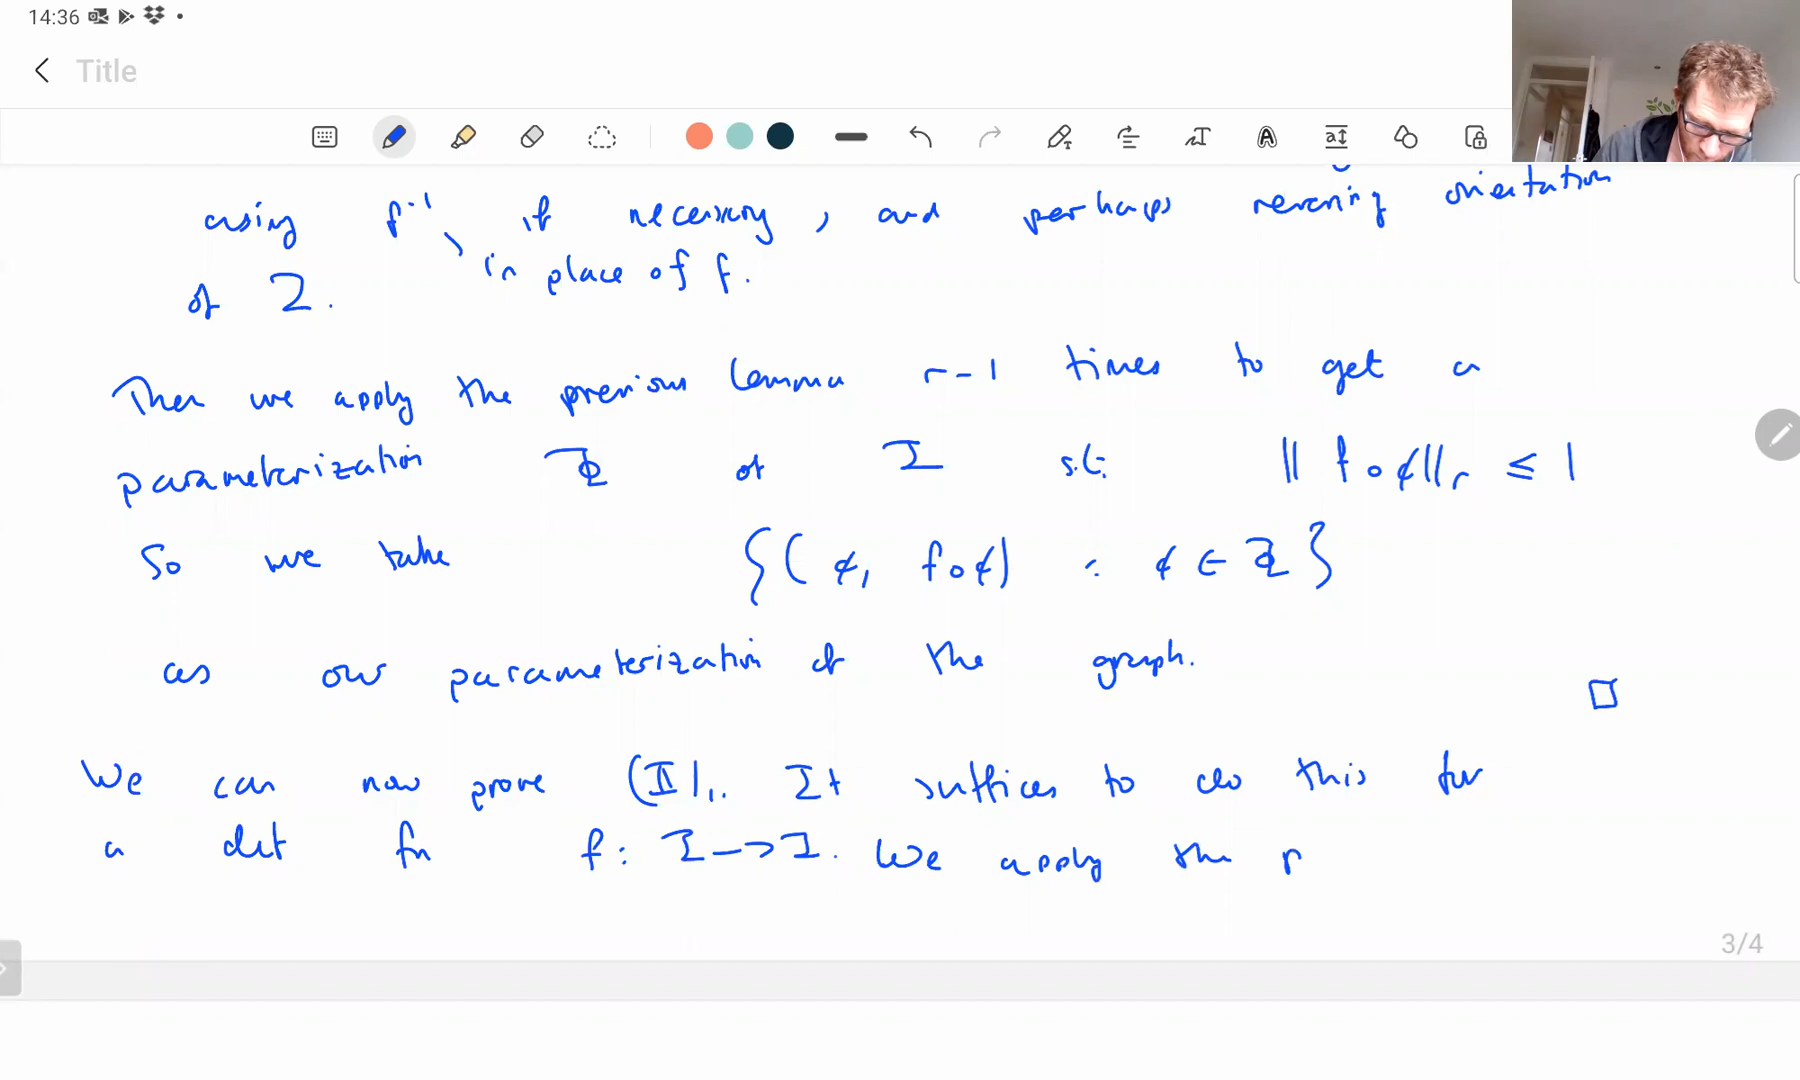 14:36
Title
using f⁻¹ if necessary, and perhaps reversing orientation
in place of f.
of I.
Then we apply the previous Lemma r-1 times to get a
parameterization Φ of I s.t. ‖f∘ϕ‖ᵣ ≤ 1
So we take {(ϕ, f∘ϕ) : ϕ ∈ Φ}
as our parameterization of the graph. □
We can now prove (II)₁. It suffices to do this for
a def fn f: I → I. We apply the p
3/4